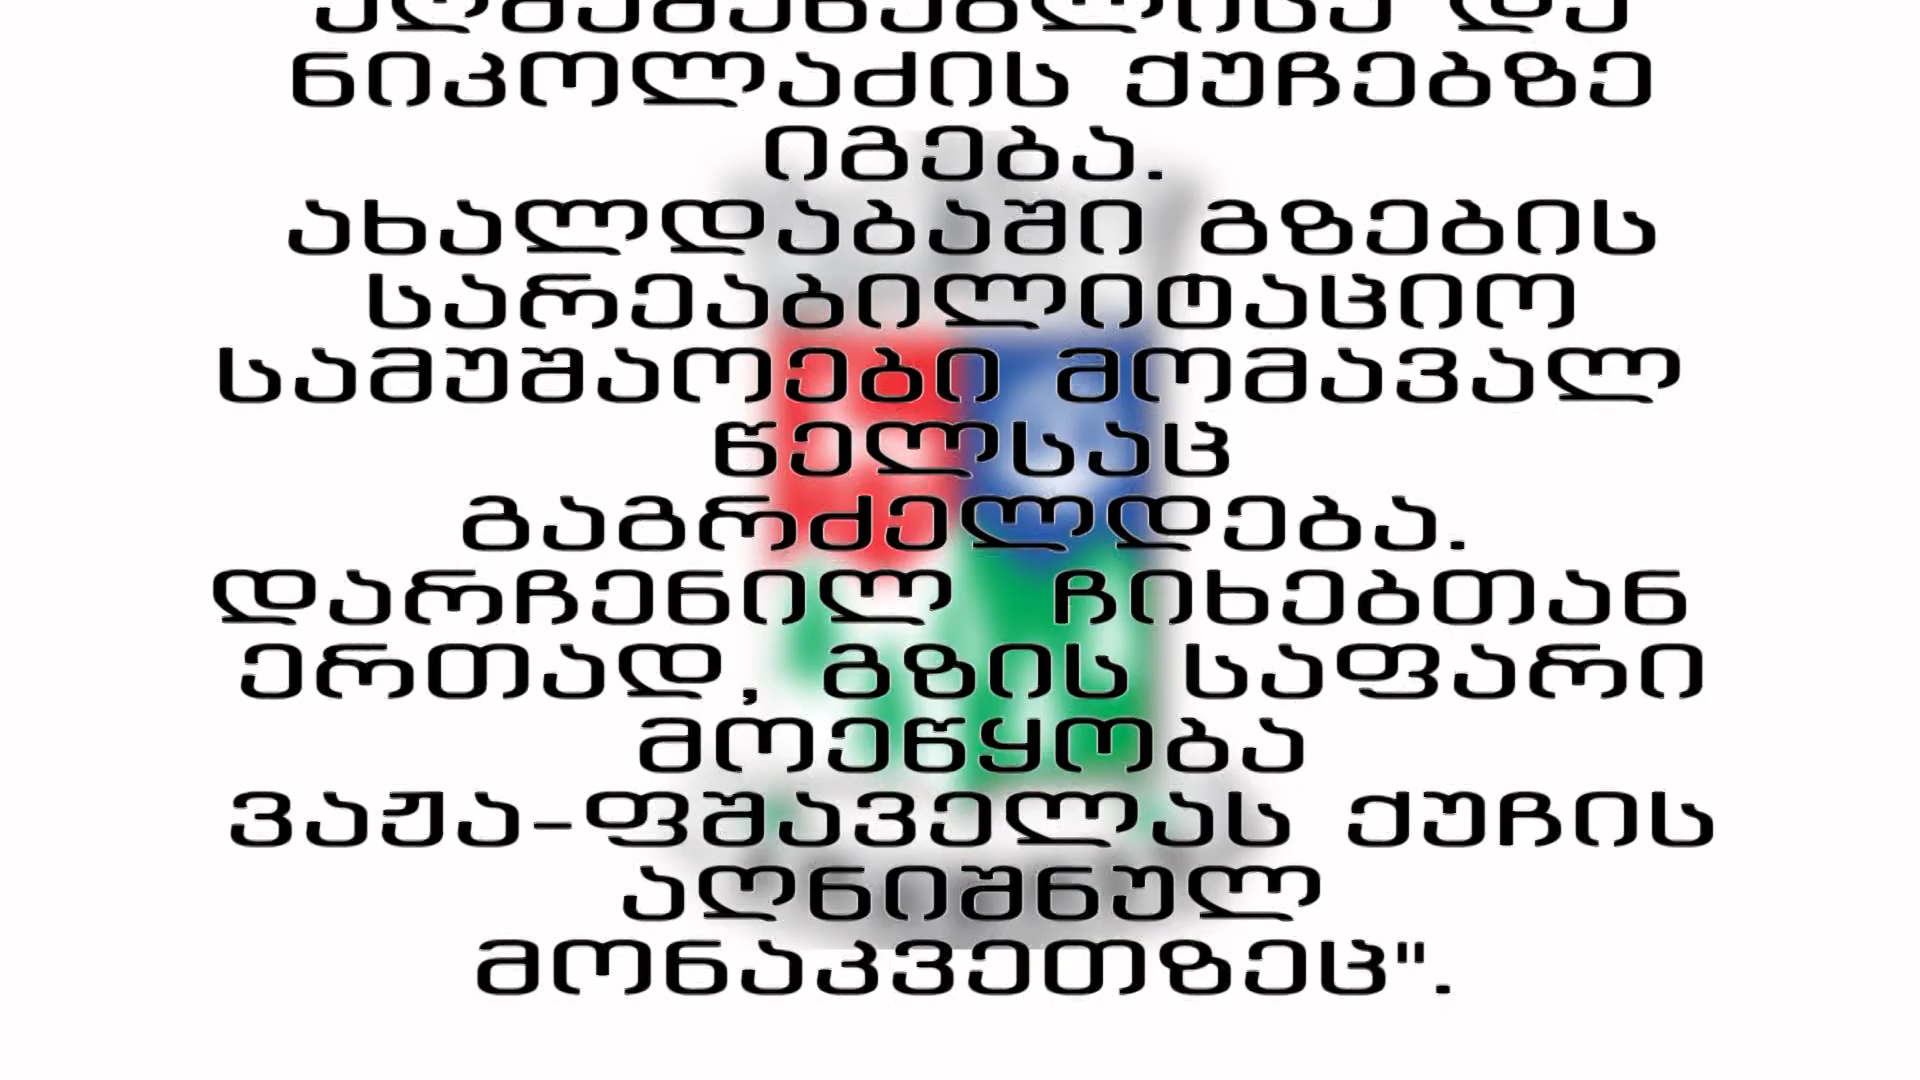 ნიკოლაძის ქუჩებზე
იგება.
ახალდაბაში გზების
სარეაბილიტაციო
სამუშაოები მომავალ
წელსაც
გაგრძელდება.
დარჩენილ ჩიხებთან
ერთად, გზის საფარი
მოეწყობა
ვაჟა-ფშაველას ქუჩის
აღნიშნულ
მონაკვეთზეც".